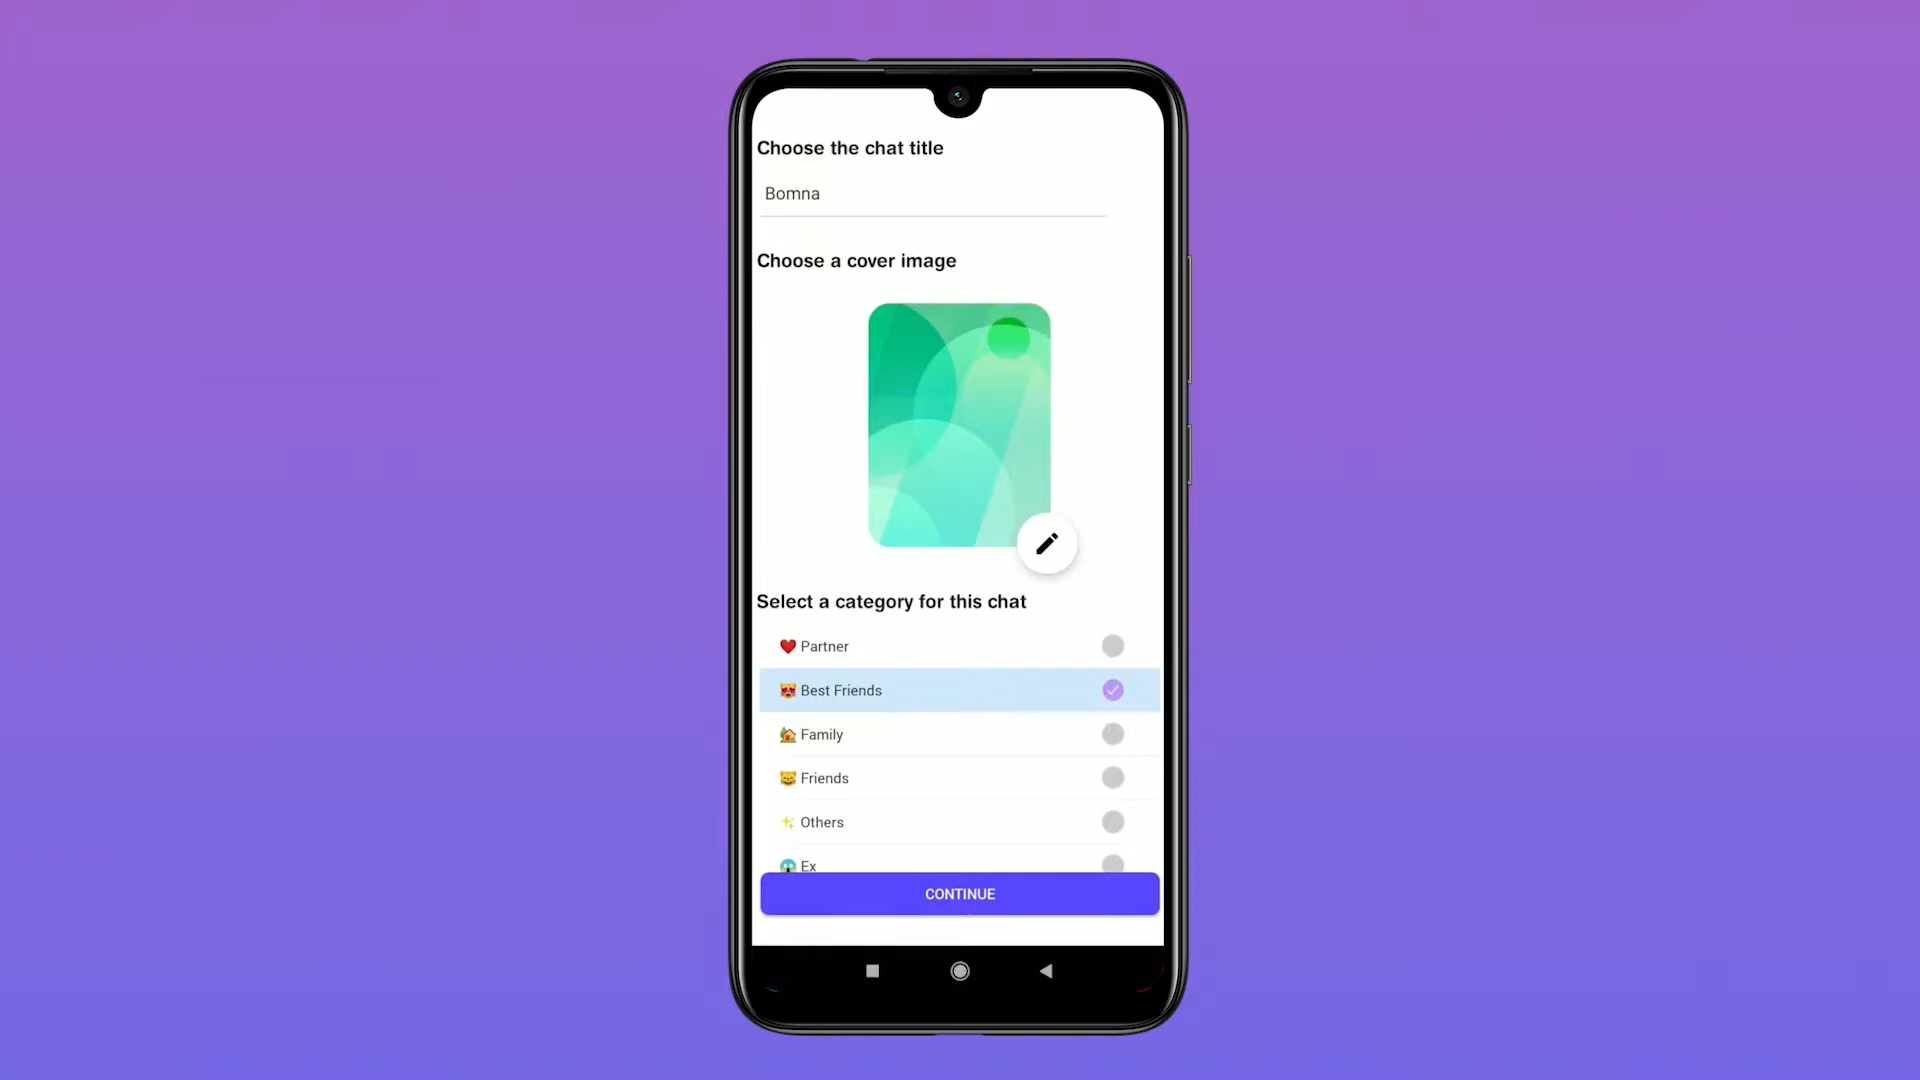 Choose the chat title
Bomna
Choose a cover image
Select a category for this chat
❤️ Partner
😻 Best Friends
🏡 Family
😺 Friends
✨ Others
😱 Ex
CONTINUE